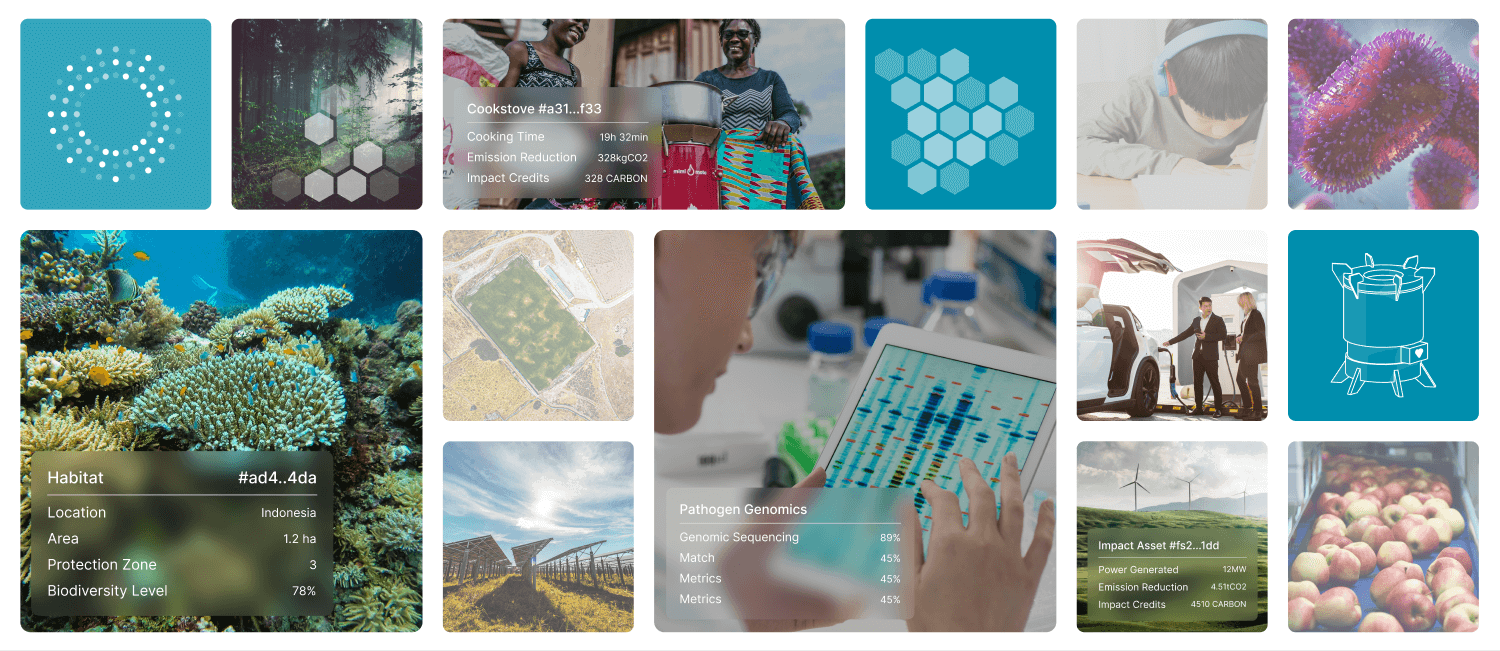 Cookstove #a31...f33
Cooking Time 19h 32min
Emission Reduction 328kgCO2
Impact Credits 328 CARBON
mimi moto
Habitat #ad4..4da
Location Indonesia
Area 1.2 ha
Protection Zone 3
Biodiversity Level 78%
Pathogen Genomics
Genomic Sequencing 89%
Match 45%
Metrics 45%
Metrics 45%
Impact Asset #fs2...1dd
Power Generated 12MW
Emission Reduction 4.51tCO2
Impact Credits 4510 CARBON